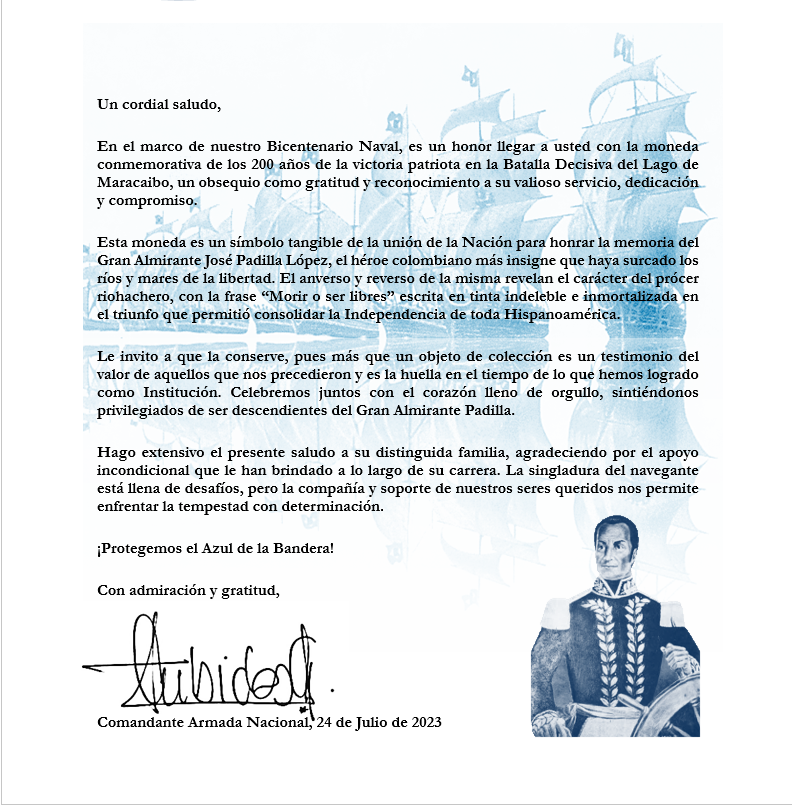 Un cordial saludo,
En el marco de nuestro Bicentenario Naval, es un honor llegar a usted con la moneda
conmemorativa de los 200 años de la victoria patriota en la Batalla Decisiva del Lago de
Maracaibo, un obsequio como gratitud y reconocimiento a su valioso servicio, dedicación
y compromiso.
Esta moneda es un símbolo tangible de la unión de la Nación para honrar la memoria del
Gran Almirante José Padilla López, el héroe colombiano más insigne que haya surcado los
ríos y mares de la libertad. El anverso y reverso de la misma revelan el carácter del prócer
riohachero, con la frase “Morir o ser libres” escrita en tinta indeleble e inmortalizada en
el triunfo que permitió consolidar la Independencia de toda Hispanoamérica.
Le invito a que la conserve, pues más que un objeto de colección es un testimonio del
valor de aquellos que nos precedieron y es la huella en el tiempo de lo que hemos logrado
como Institución. Celebremos juntos con el corazón lleno de orgullo, sintiéndonos
privilegiados de ser descendientes del Gran Almirante Padilla.
Hago extensivo el presente saludo a su distinguida familia, agradeciendo por el apoyo
incondicional que le han brindado a lo largo de su carrera. La singladura del navegante
está llena de desafíos, pero la compañía y soporte de nuestros seres queridos nos permite
enfrentar la tempestad con determinación.
¡Protegemos el Azul de la Bandera!
Con admiración y gratitud,
Comandante Armada Nacional, 24 de Julio de 2023